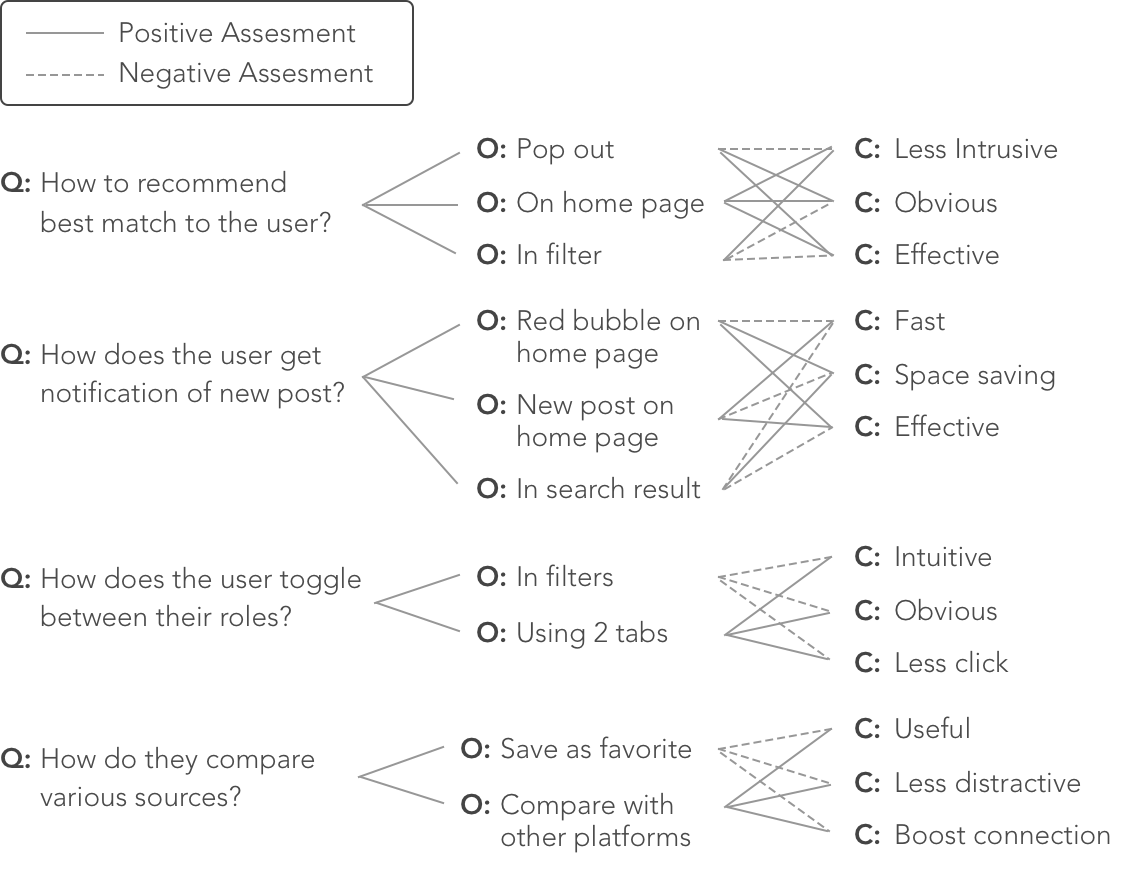 Positive Assesment
Negative Assesment
Q: How to recommend
best match to the user?
O: Pop out
O: On home page
O: In filter
C: Less Intrusive
C: Obvious
C: Effective
Q: How does the user get
notification of new post?
O: Red bubble on
home page
O: New post on
home page
O: In search result
C: Fast
C: Space saving
C: Effective
Q: How does the user toggle
between their roles?
O: In filters
O: Using 2 tabs
C: Intuitive
C: Obvious
C: Less click
Q: How do they compare
various sources?
O: Save as favorite
O: Compare with
other platforms
C: Useful
C: Less distractive
C: Boost connection